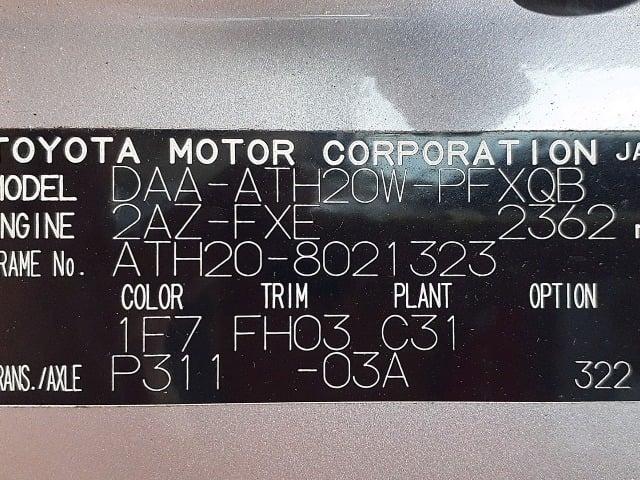 TOYOTA MOTOR CORPORATION JA
MODEL DAA-ATH20W-PFXQB
ENGINE 2AZ-FXE 2362
FRAME No. ATH20-8021323
COLOR TRIM PLANT OPTION
1F7 FH03 C31
TRANS./AXLE P311 -03A 322